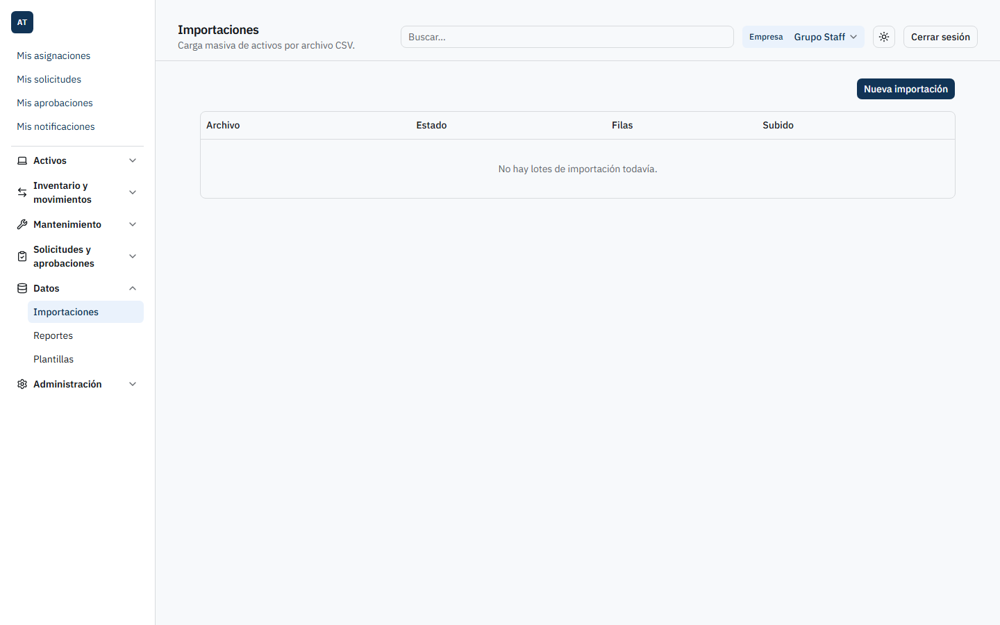 AT
Mis asignaciones
Mis solicitudes
Mis aprobaciones
Mis notificaciones
Activos
Inventario y
movimientos
Mantenimiento
Solicitudes y
aprobaciones
Datos
Importaciones
Reportes
Plantillas
Administración
Importaciones
Carga masiva de activos por archivo CSV.
Buscar...
Empresa Grupo Staff
Cerrar sesión
Nueva importación
Archivo Estado Filas Subido
No hay lotes de importación todavía.